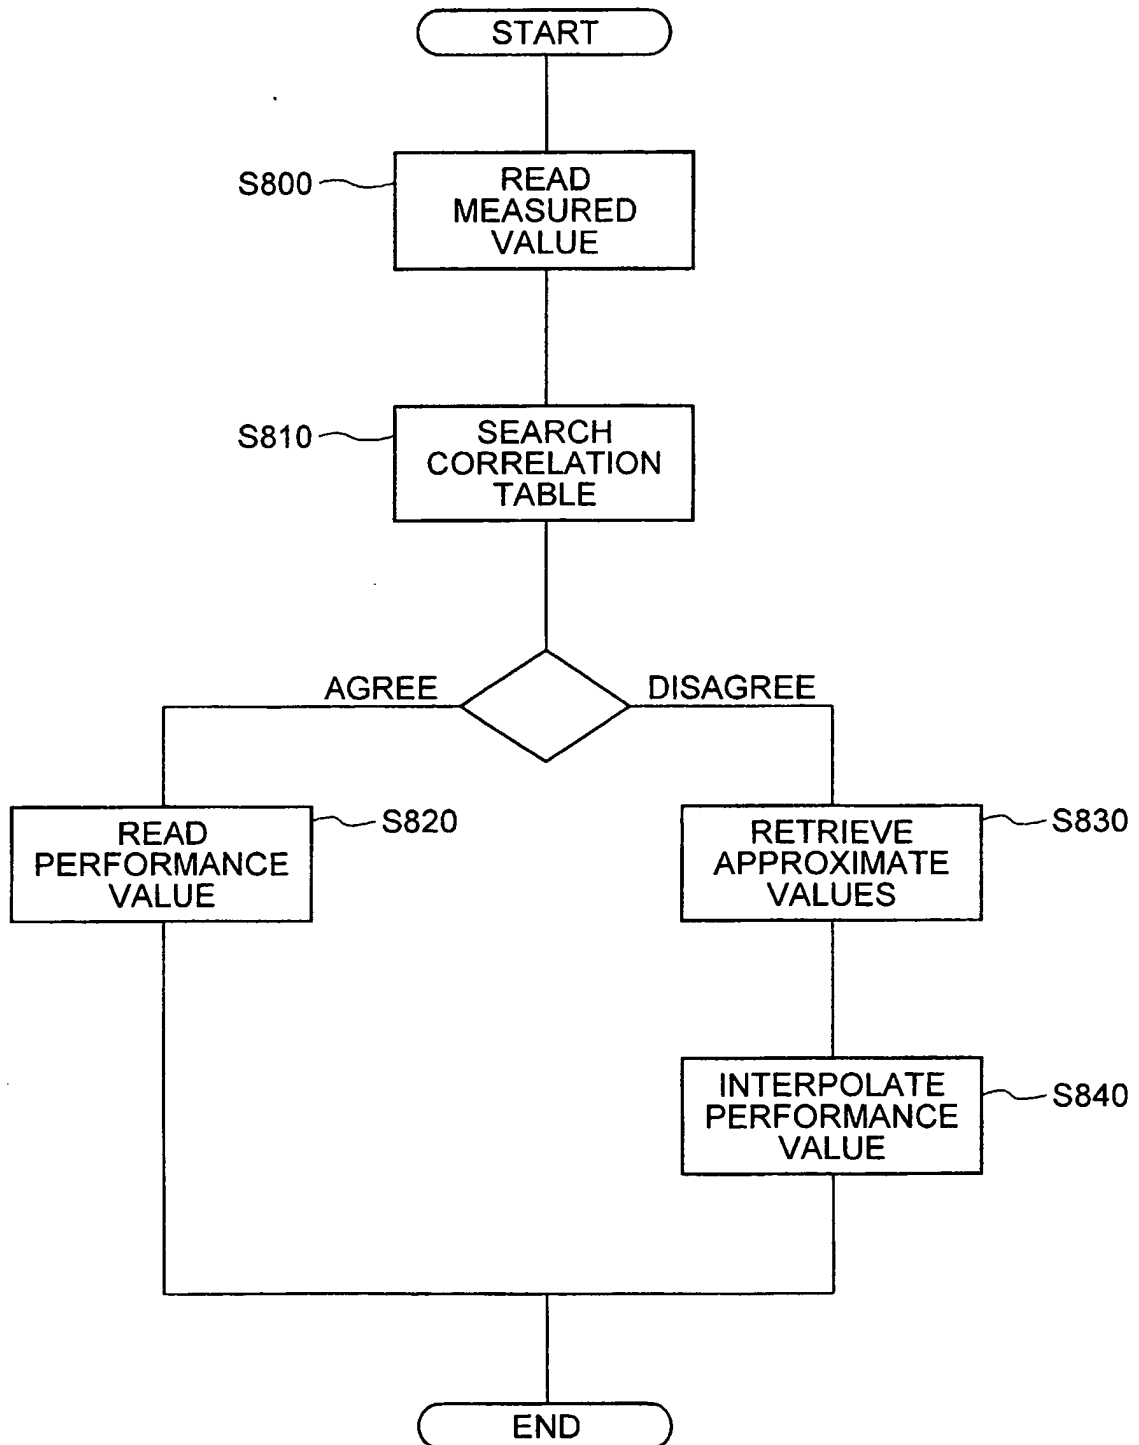 START
S800
READ
MEASURED
VALUE
S810
SEARCH
CORRELATION
TABLE
AGREE
DISAGREE
READ
PERFORMANCE
VALUE
S820
RETRIEVE
APPROXIMATE
VALUES
S830
INTERPOLATE
PERFORMANCE
VALUE
S840
END